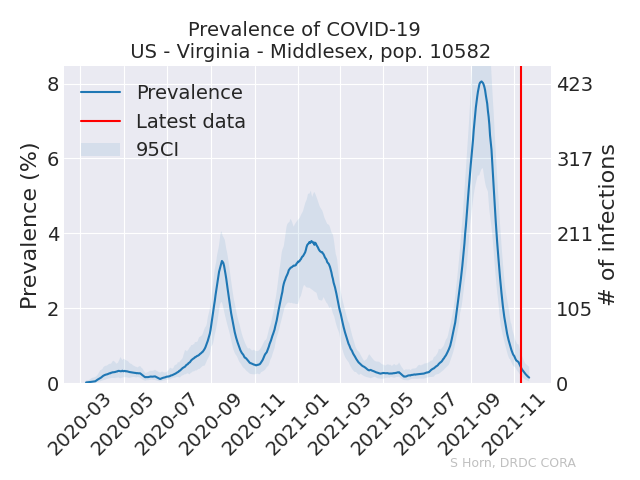 Prevalence of COVID-19
US - Virginia - Middlesex, pop. 10582
Prevalence
Latest data
95CI
Prevalence (%)
8
6
4
2
0
423
317
211
105
0
# of infections
2020-03
2020-05
2020-07
2020-09
2020-11
2021-01
2021-03
2021-05
2021-07
2021-09
2021-11
S Horn, DRDC CORA